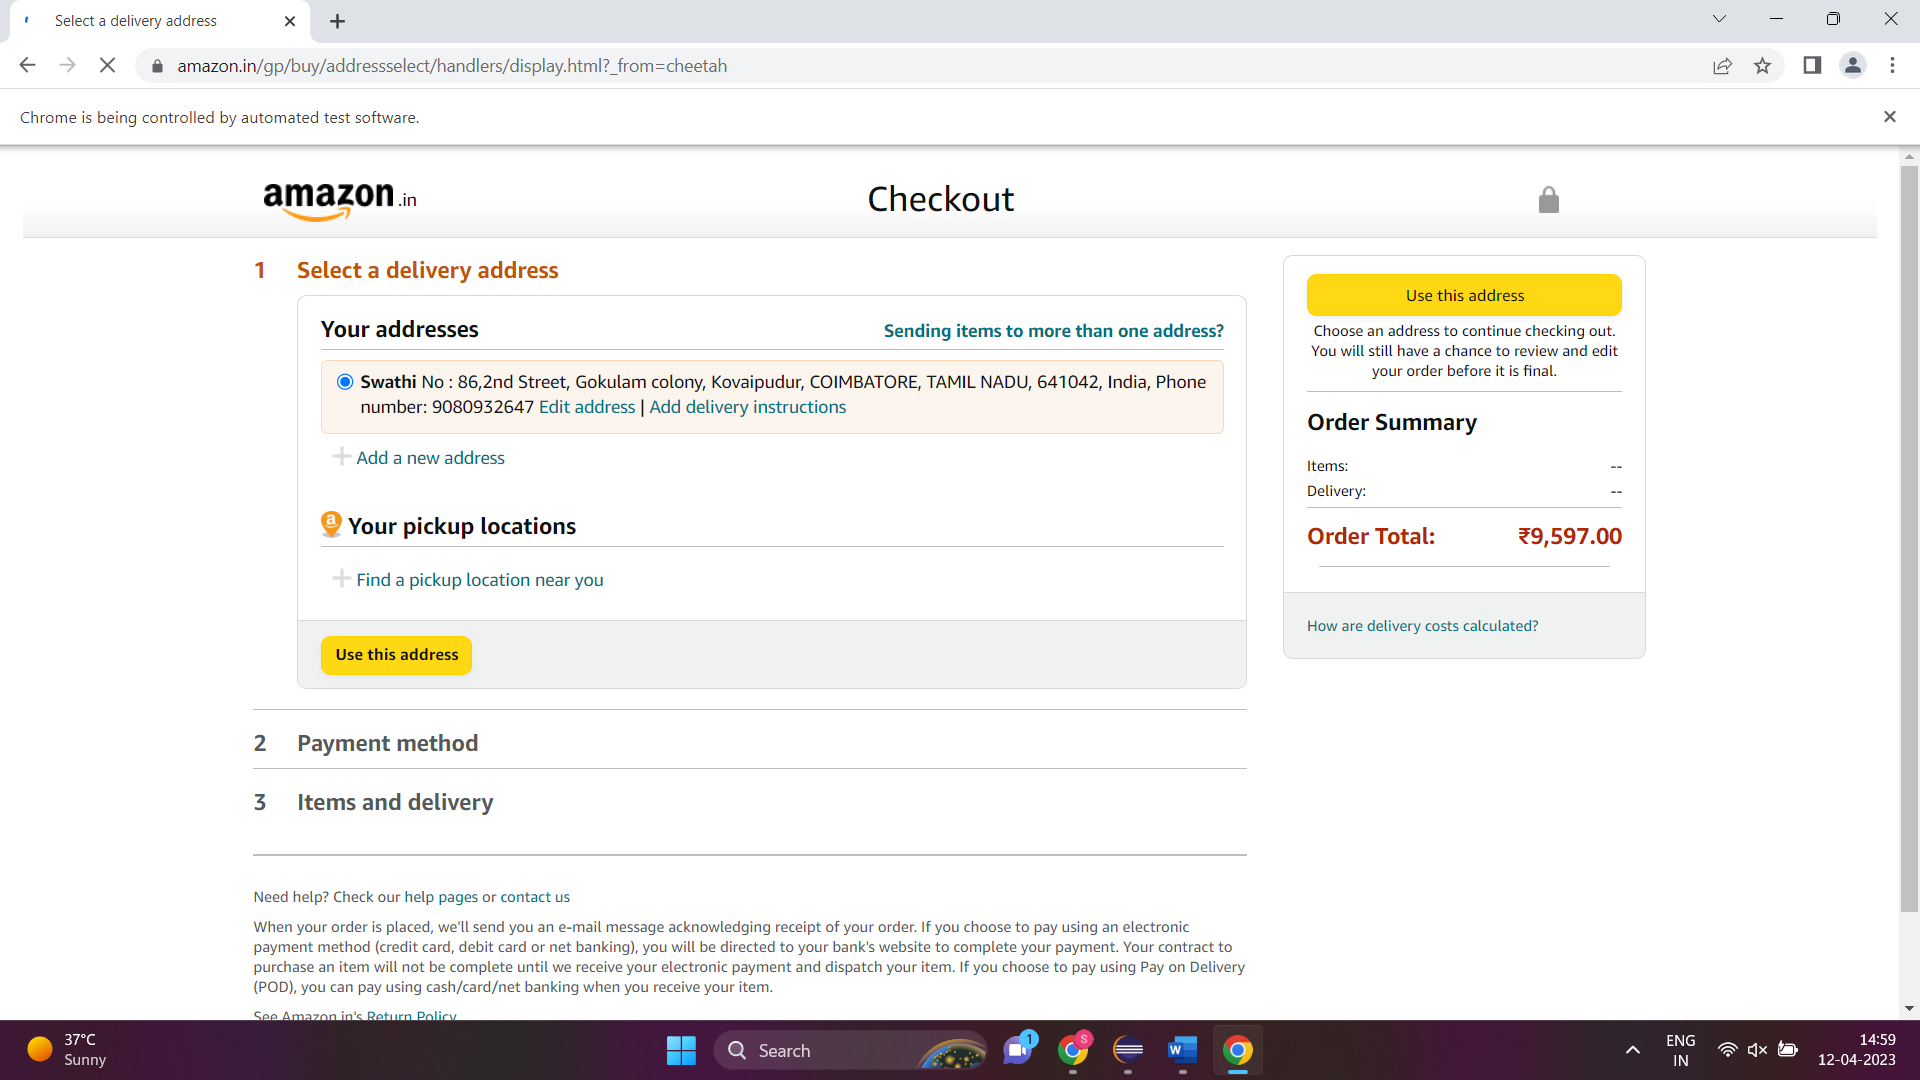 Select a delivery address
amazon.in/gp/buy/addressselect/handlers/display.html?_from=cheetah
Chrome is being controlled by automated test software.
amazon.in
Checkout
1 Select a delivery address
Your addresses
Sending items to more than one address?
Swathi No : 86,2nd Street, Gokulam colony, Kovaipudur, COIMBATORE, TAMIL NADU, 641042, India, Phone
number: 9080932647 Edit address | Add delivery instructions
Add a new address
Your pickup locations
Find a pickup location near you
Use this address
Use this address
Choose an address to continue checking out.
You will still have a chance to review and edit
your order before it is final.
Order Summary
Items: --
Delivery: --
Order Total: ₹9,597.00
How are delivery costs calculated?
2 Payment method
3 Items and delivery
Need help? Check our help pages or contact us
When your order is placed, we'll send you an e-mail message acknowledging receipt of your order. If you choose to pay using an electronic
payment method (credit card, debit card or net banking), you will be directed to your bank's website to complete your payment. Your contract to
purchase an item will not be complete until we receive your electronic payment and dispatch your item. If you choose to pay using Pay on Delivery
(POD), you can pay using cash/card/net banking when you receive your item.
See Amazon.in's Return Policy
37°C
Sunny
Search
1
S
W
ENG
IN
14:59
12-04-2023